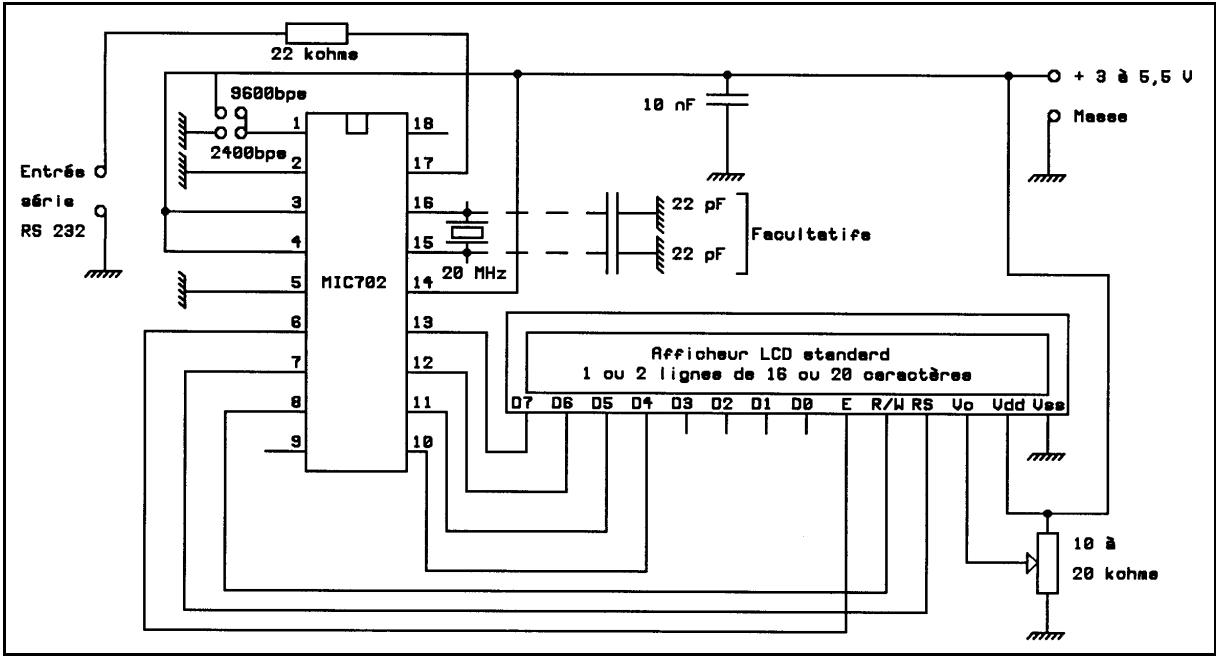 22 kohms
+ 3 à 5,5 V
9600bps
10 nF
Masse
1
18
2400bps
2
17
Entrés
série
RS 232
3
16
22 pF
Facultatifs
4
15
22 pF
20 MHz
MIC702
5
14
6
13
7
12
Afficheur LCD standard
1 ou 2 lignes de 16 ou 20 caractères
8
11
D7 D6 D5 D4 D3 D2 D1 D0 E R/W RS Vo Vdd Vss
9
10
10 à
20 kohms